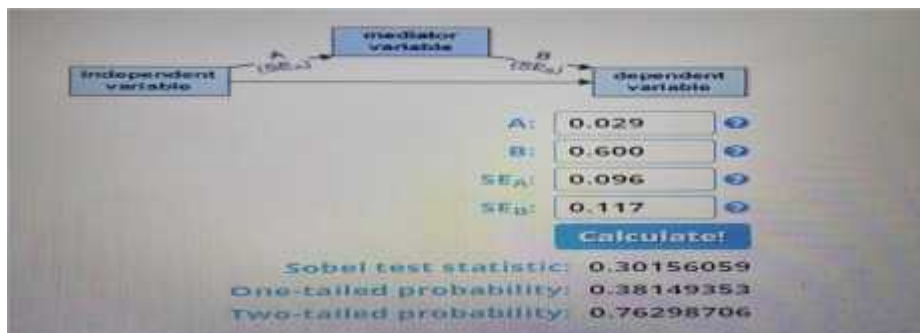 mediator
variable
A
(SEA)
B
(SEB)
independent
variable
dependent
variable
A: 0.029
B: 0.600
SEA: 0.096
SEB: 0.117
Calculate!
Sobel test statistic: 0.30156059
One-tailed probability: 0.38149353
Two-tailed probability: 0.76298706